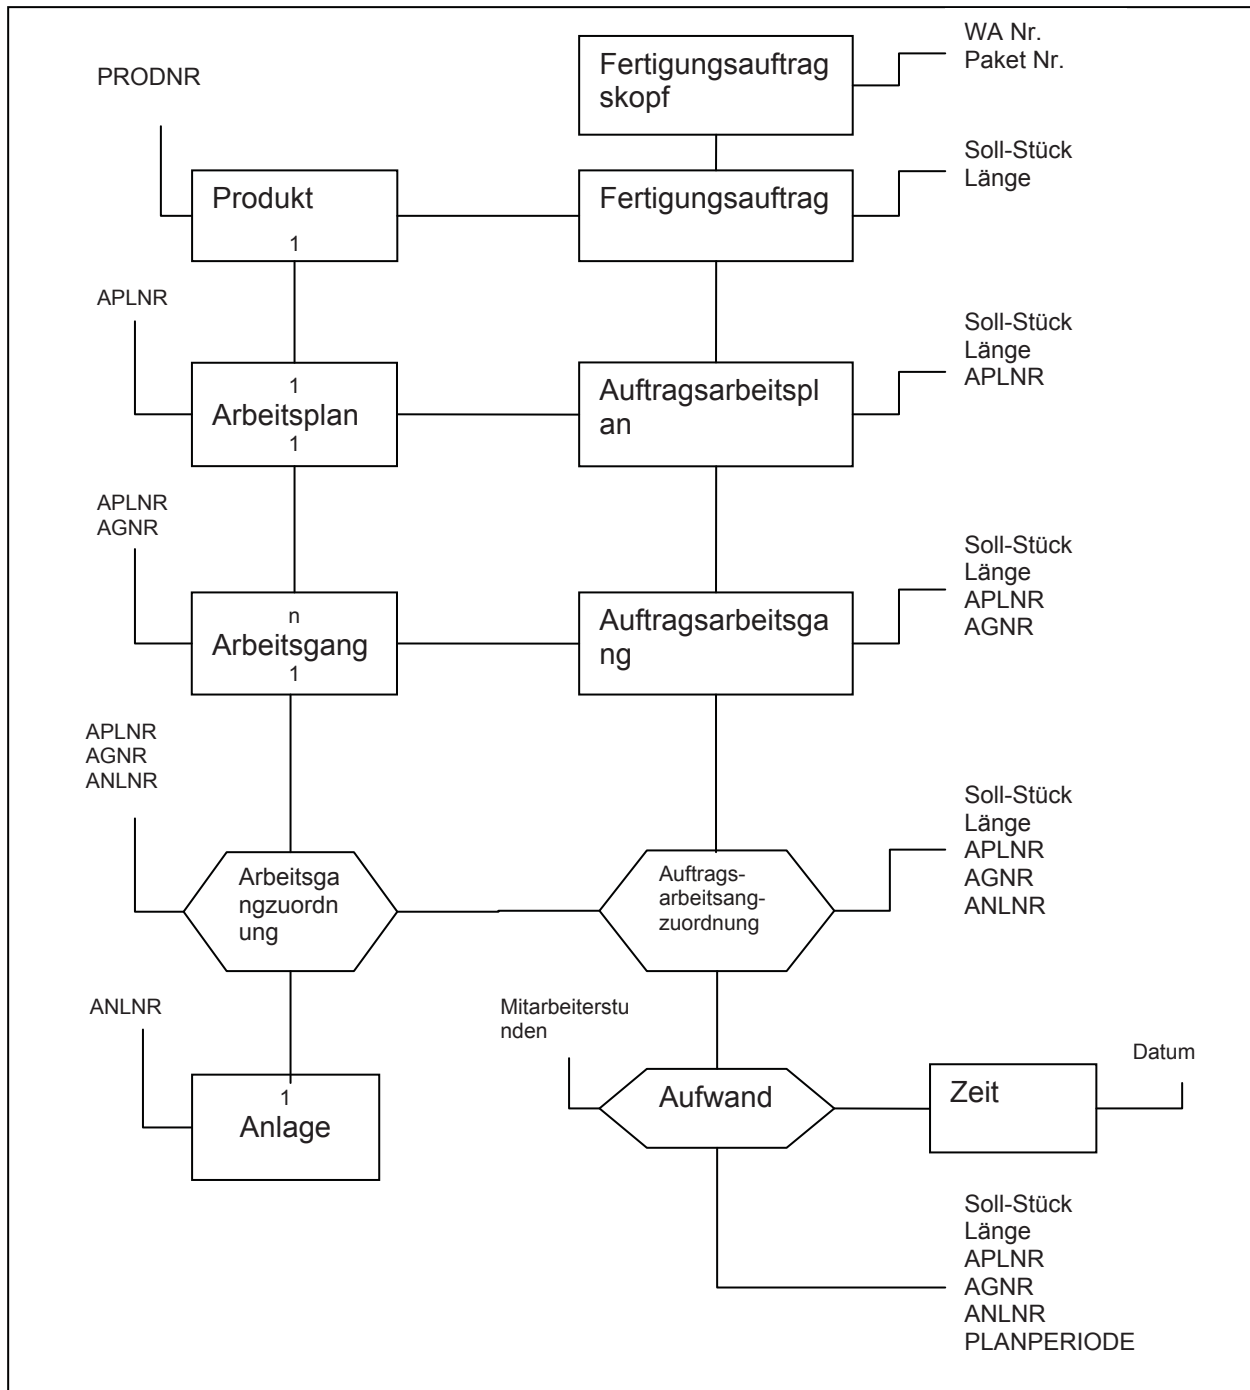 WA Nr.
Paket Nr.
Fertigungsauftrag
skopf
PRODNR
Soll-Stück
Länge
Produkt
1
Fertigungsauftrag
APLNR
Soll-Stück
Länge
APLNR
1
Arbeitsplan
1
Auftragsarbeitspl
an
APLNR
AGNR
Soll-Stück
Länge
APLNR
AGNR
n
Arbeitsgang
1
Auftragsarbeitsga
ng
APLNR
AGNR
ANLNR
Soll-Stück
Länge
APLNR
AGNR
ANLNR
Arbeitsga
ngzuordn
ung
Auftrags-
arbeitsang-
zuordnung
ANLNR
Mitarbeiterstu
nden
Datum
1
Anlage
Aufwand
Zeit
Soll-Stück
Länge
APLNR
AGNR
ANLNR
PLANPERIODE